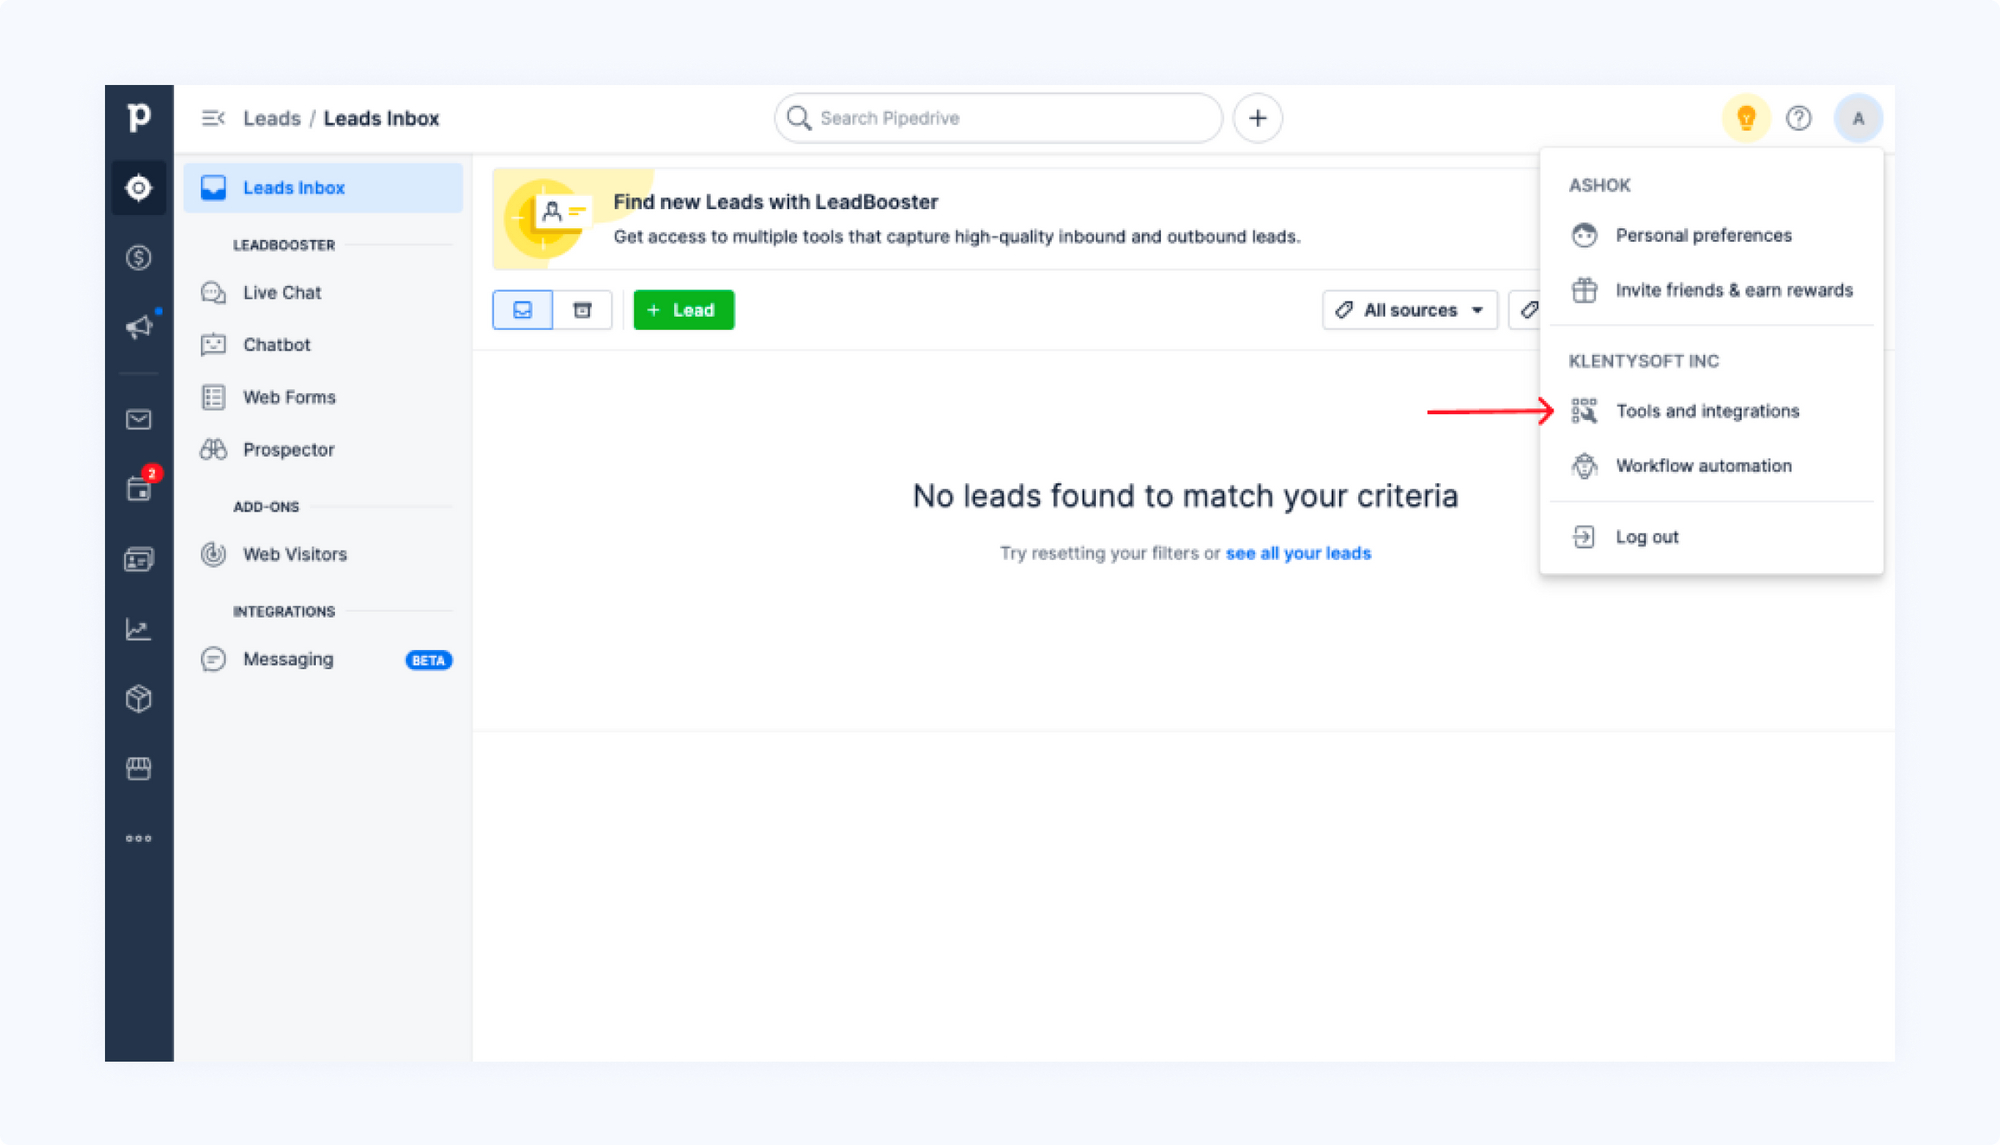 p
Leads / Leads Inbox
Search Pipedrive
A
Leads Inbox
LEADBOOSTER
Live Chat
Chatbot
Web Forms
Prospector
ADD-ONS
Web Visitors
INTEGRATIONS
Messaging BETA
2
Find new Leads with LeadBooster
Get access to multiple tools that capture high-quality inbound and outbound leads.
+ Lead
All sources
No leads found to match your criteria
Try resetting your filters or see all your leads
ASHOK
Personal preferences
Invite friends & earn rewards
KLENTYSOFT INC
Tools and integrations
Workflow automation
Log out